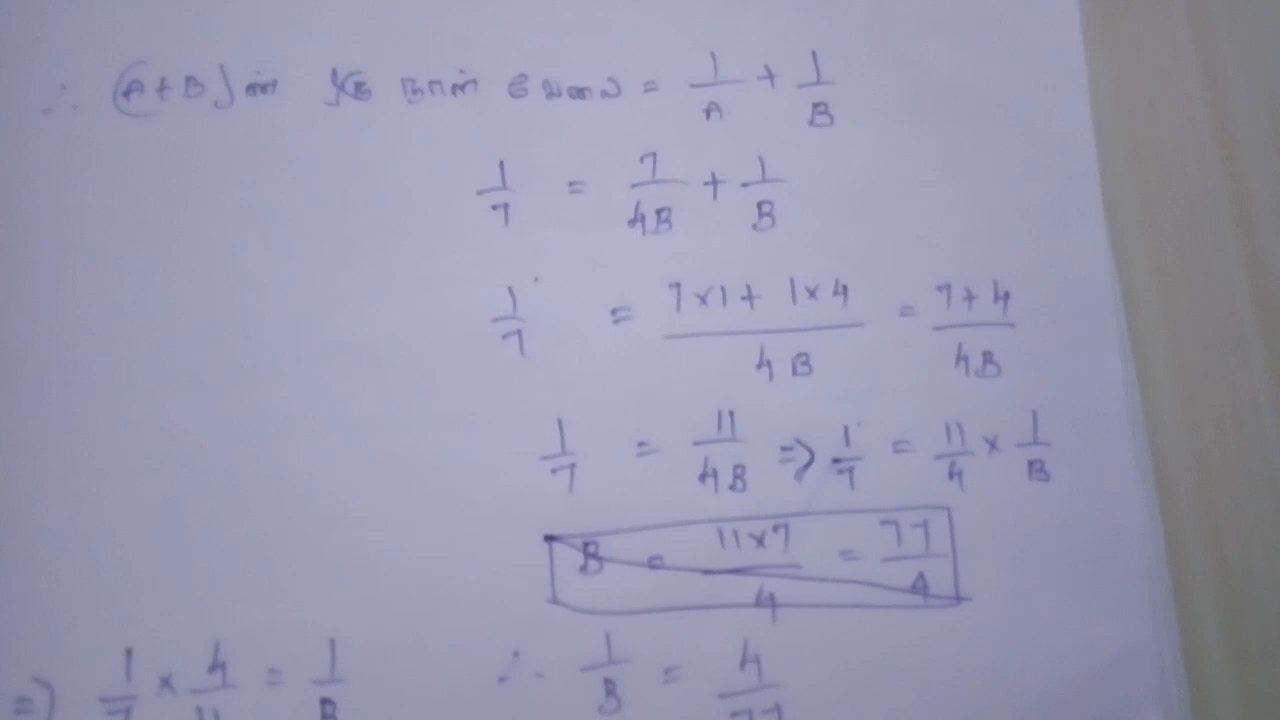 ∴ (A+B) ன் ஒரு நாள் வேலை = 1/A + 1/B
1/7 = 7/4B + 1/B
1/7 = 7×1 + 1×4 / 4B = 7+4 / 4B
1/7 = 11/4B => 1/7 = 11/4 × 1/B
B = 11×7 / 4 = 77/4
=> 1/7 × 4/11 = 1/B ∴ 1/B = 4/77